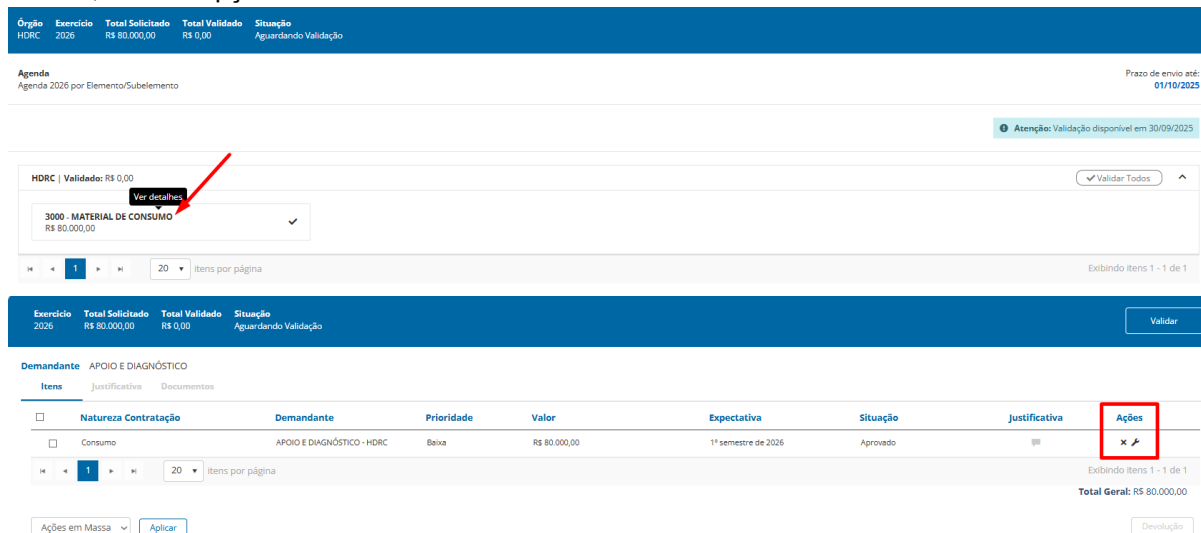 Órgão Exercício Total Solicitado Total Validado Situação
HDRC 2026 R$ 80.000,00 R$ 0,00 Aguardando Validação
Agenda
Agenda 2026 por Elemento/Subelemento
Prazo de envio até:
01/10/2025
Atenção: Validação disponível em 30/09/2025
HDRC | Validado: R$ 0,00
Validar Todos
Ver detalhes
3000 - MATERIAL DE CONSUMO
R$ 80.000,00
1 20 itens por página Exibindo itens 1 - 1 de 1
Exercício Total Solicitado Total Validado Situação
2026 R$ 80.000,00 R$ 0,00 Aguardando Validação
Validar
Demandante APOIO E DIAGNÓSTICO
Itens Justificativa Documentos
Natureza Contratação Demandante Prioridade Valor Expectativa Situação Justificativa Ações
Consumo APOIO E DIAGNÓSTICO - HDRC Baixa R$ 80.000,00 1º semestre de 2026 Aprovado
1 20 itens por página Exibindo itens 1 - 1 de 1
Total Geral: R$ 80.000,00
Ações em Massa Aplicar Devolução